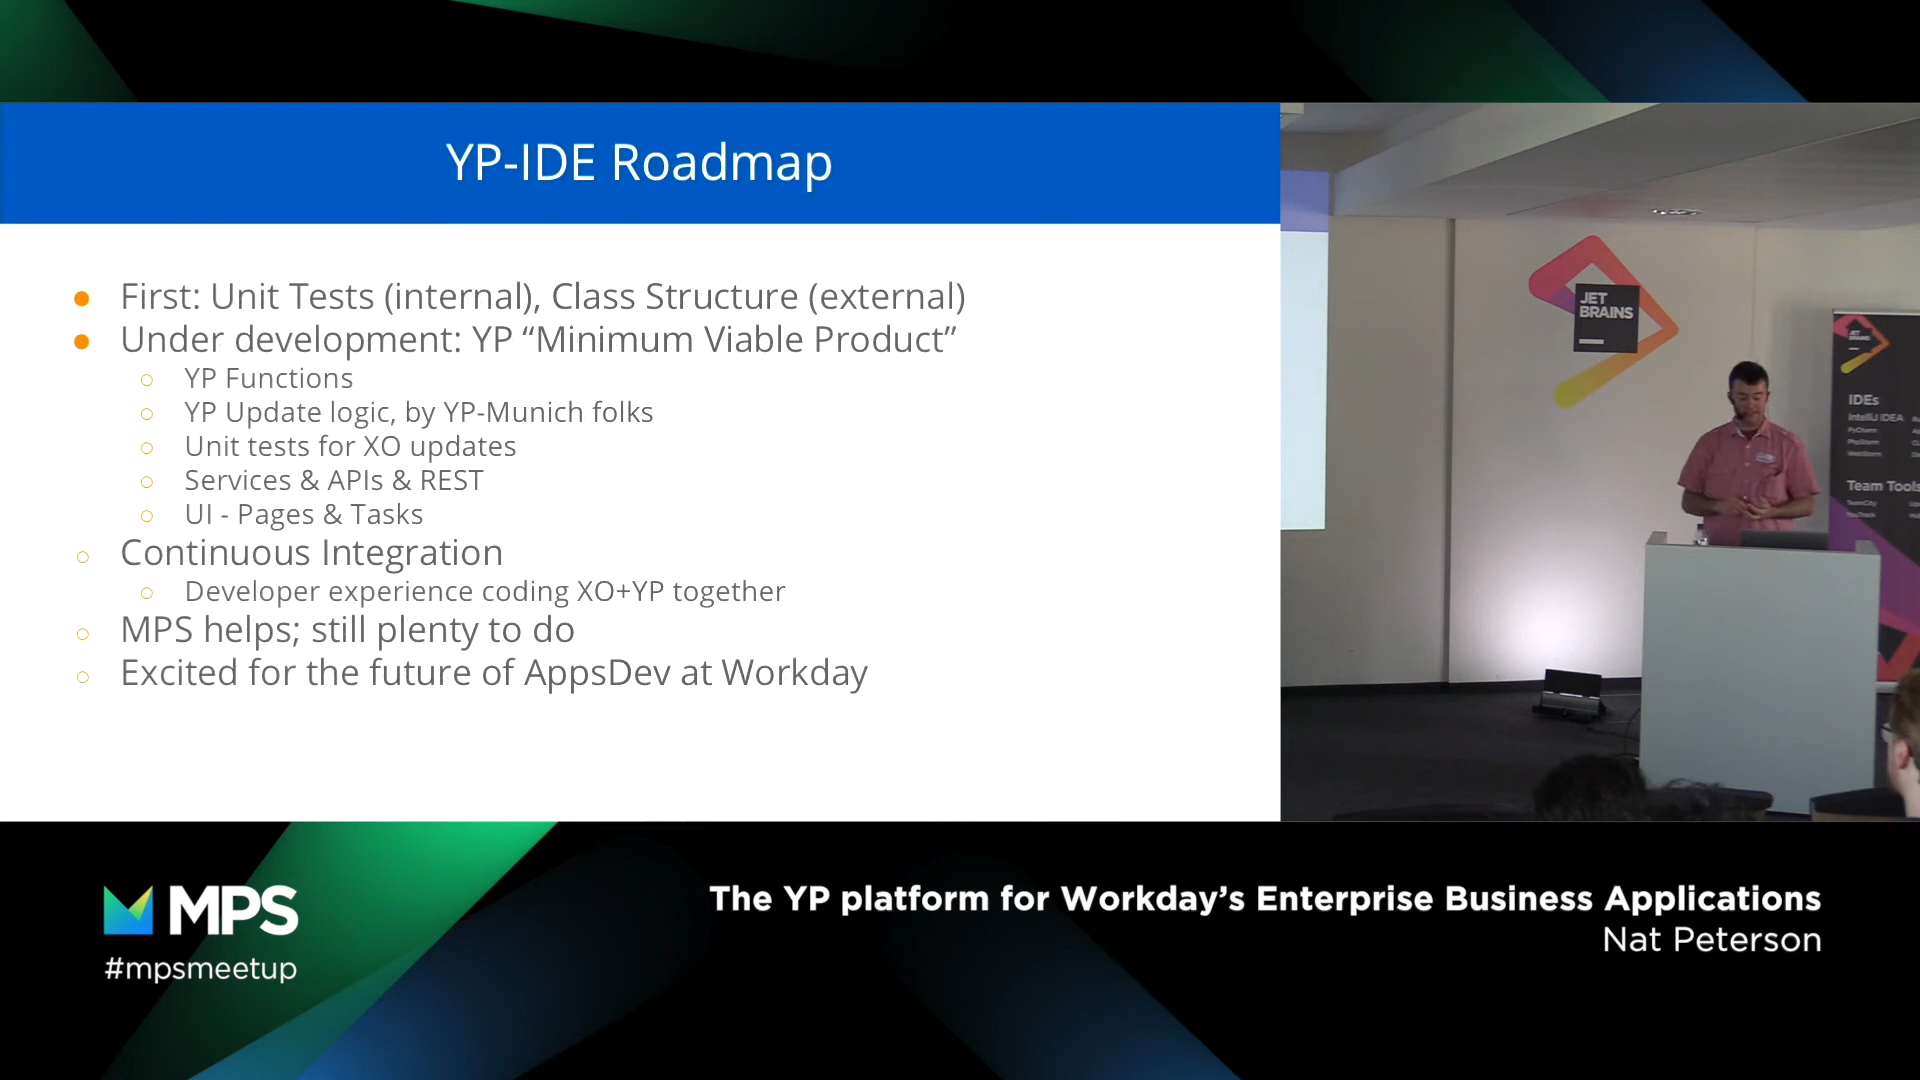 YP-IDE Roadmap
● First: Unit Tests (internal), Class Structure (external)
● Under development: YP “Minimum Viable Product”
○ YP Functions
○ YP Update logic, by YP-Munich folks
○ Unit tests for XO updates
○ Services & APIs & REST
○ UI - Pages & Tasks
○ Continuous Integration
○ Developer experience coding XO+YP together
○ MPS helps; still plenty to do
○ Excited for the future of AppsDev at Workday
JET
BRAINS
JET
BRAINS
IDEs
IntelliJ IDEA
PyCharm
PhpStorm
WebStorm
Team Tools
TeamCity
YouTrack
MPS
#mpsmeetup
The YP platform for Workday’s Enterprise Business Applications
Nat Peterson